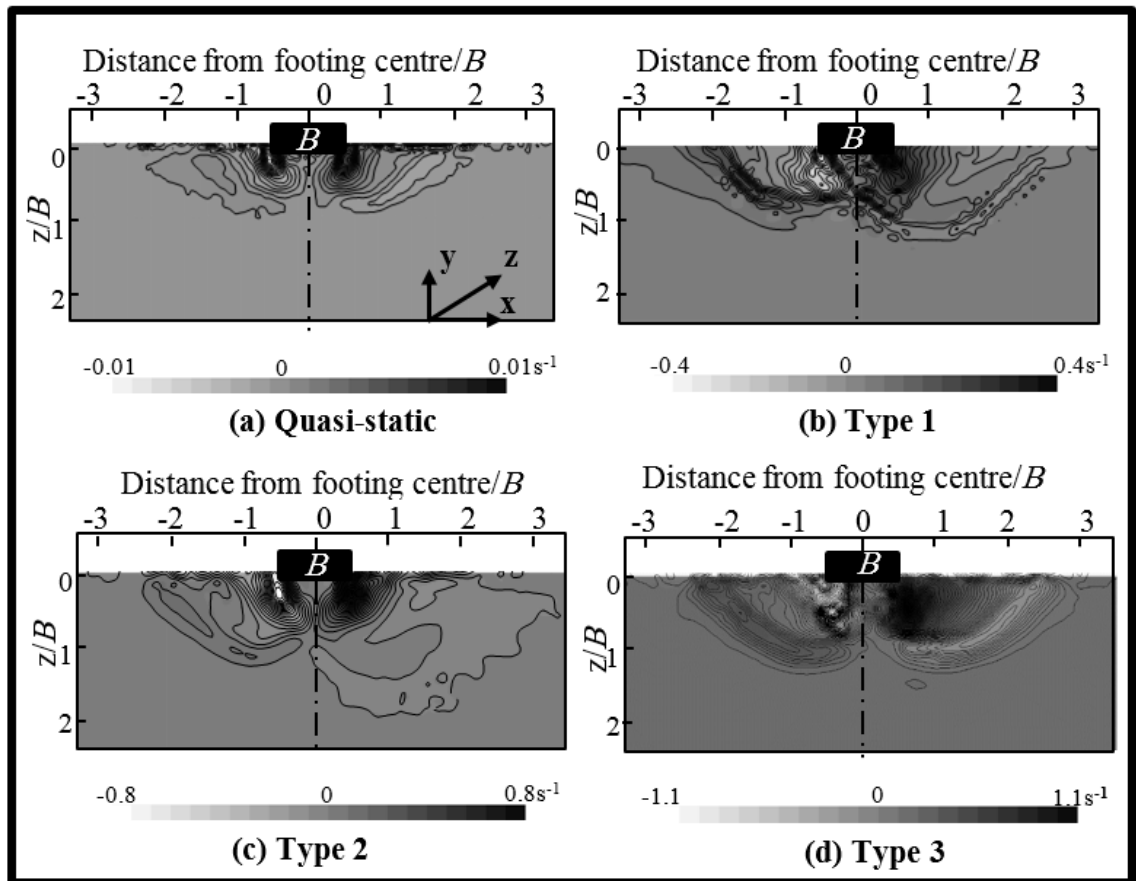 Distance from footing centre/B
-3 -2 -1 0 1 2 3
B
0
1
2
z/B
y
z
x
-0.01 0 0.01s⁻¹
(a) Quasi-static
Distance from footing centre/B
-3 -2 -1 0 1 2 3
B
0
1
2
z/B
-0.4 0 0.4s⁻¹
(b) Type 1
Distance from footing centre/B
-3 -2 -1 0 1 2 3
B
0
1
2
z/B
-0.8 0 0.8s⁻¹
(c) Type 2
Distance from footing centre/B
-3 -2 -1 0 1 2 3
B
0
1
2
z/B
-1.1 0 1.1s⁻¹
(d) Type 3